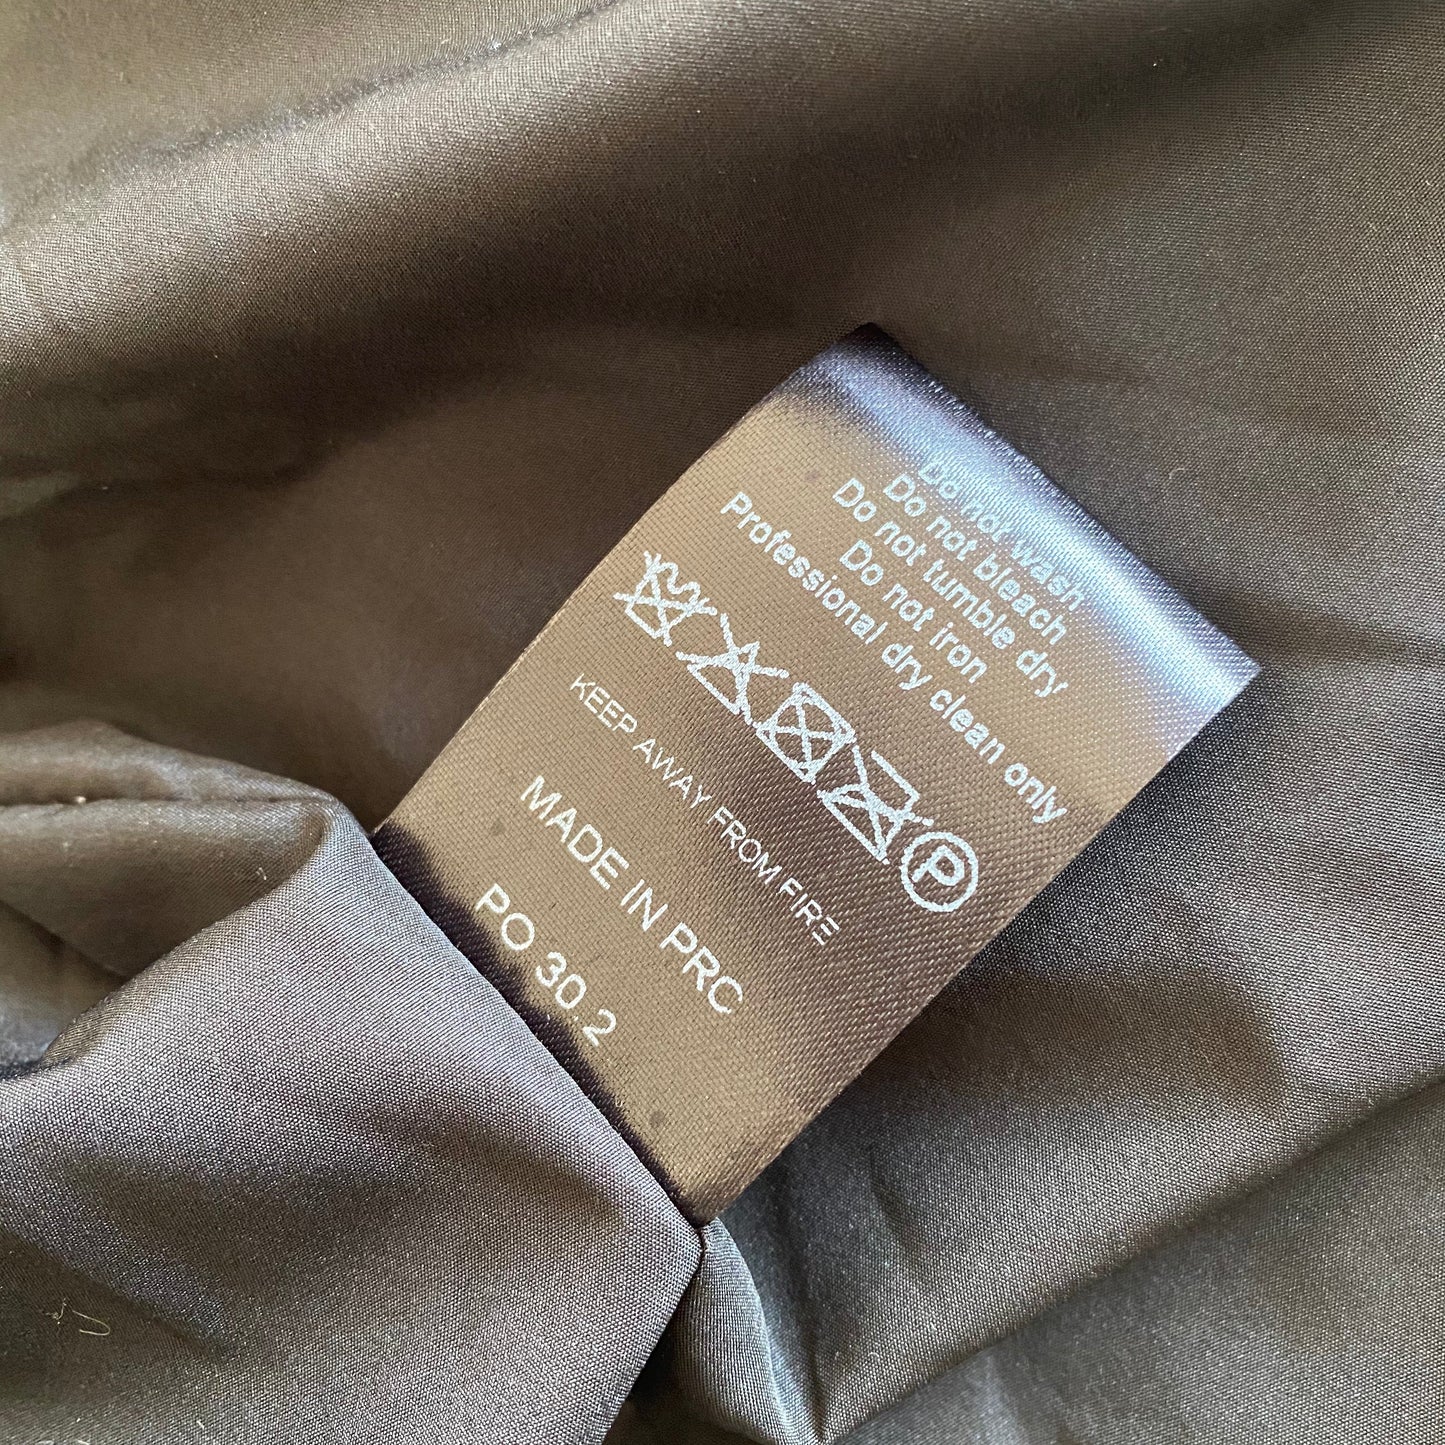 Do not wash
Do not bleach
Do not tumble dry
Do not iron
Professional dry clean only
P
KEEP AWAY FROM FIRE
MADE IN PRC
PO 30.2